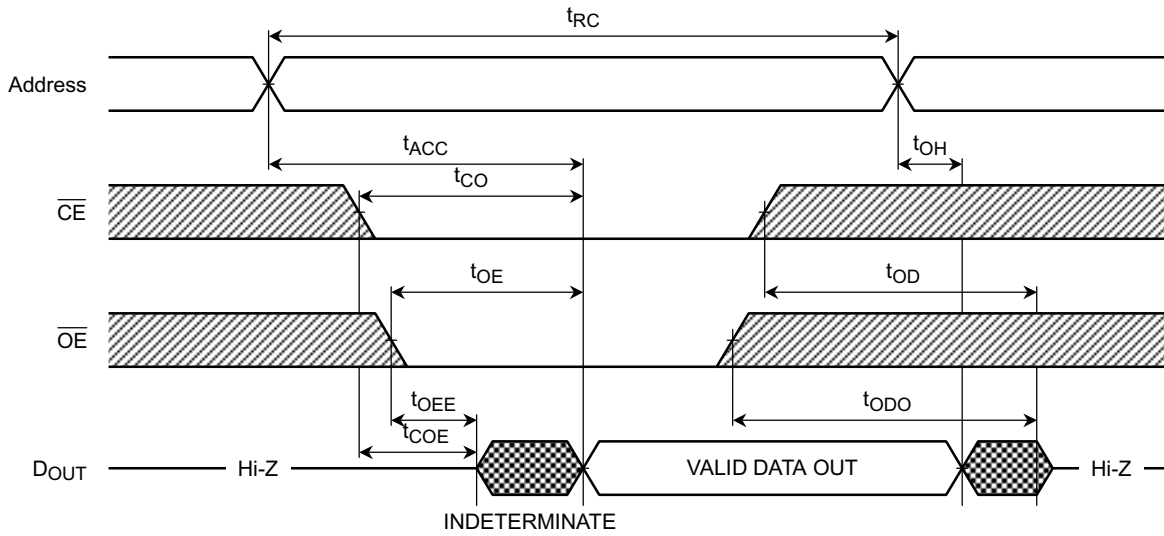 tRC
Address
tACC
tOH
tCO
CE
tOE
tOD
OE
tOEE
tODO
tCOE
DOUT
Hi-Z
VALID DATA OUT
Hi-Z
INDETERMINATE